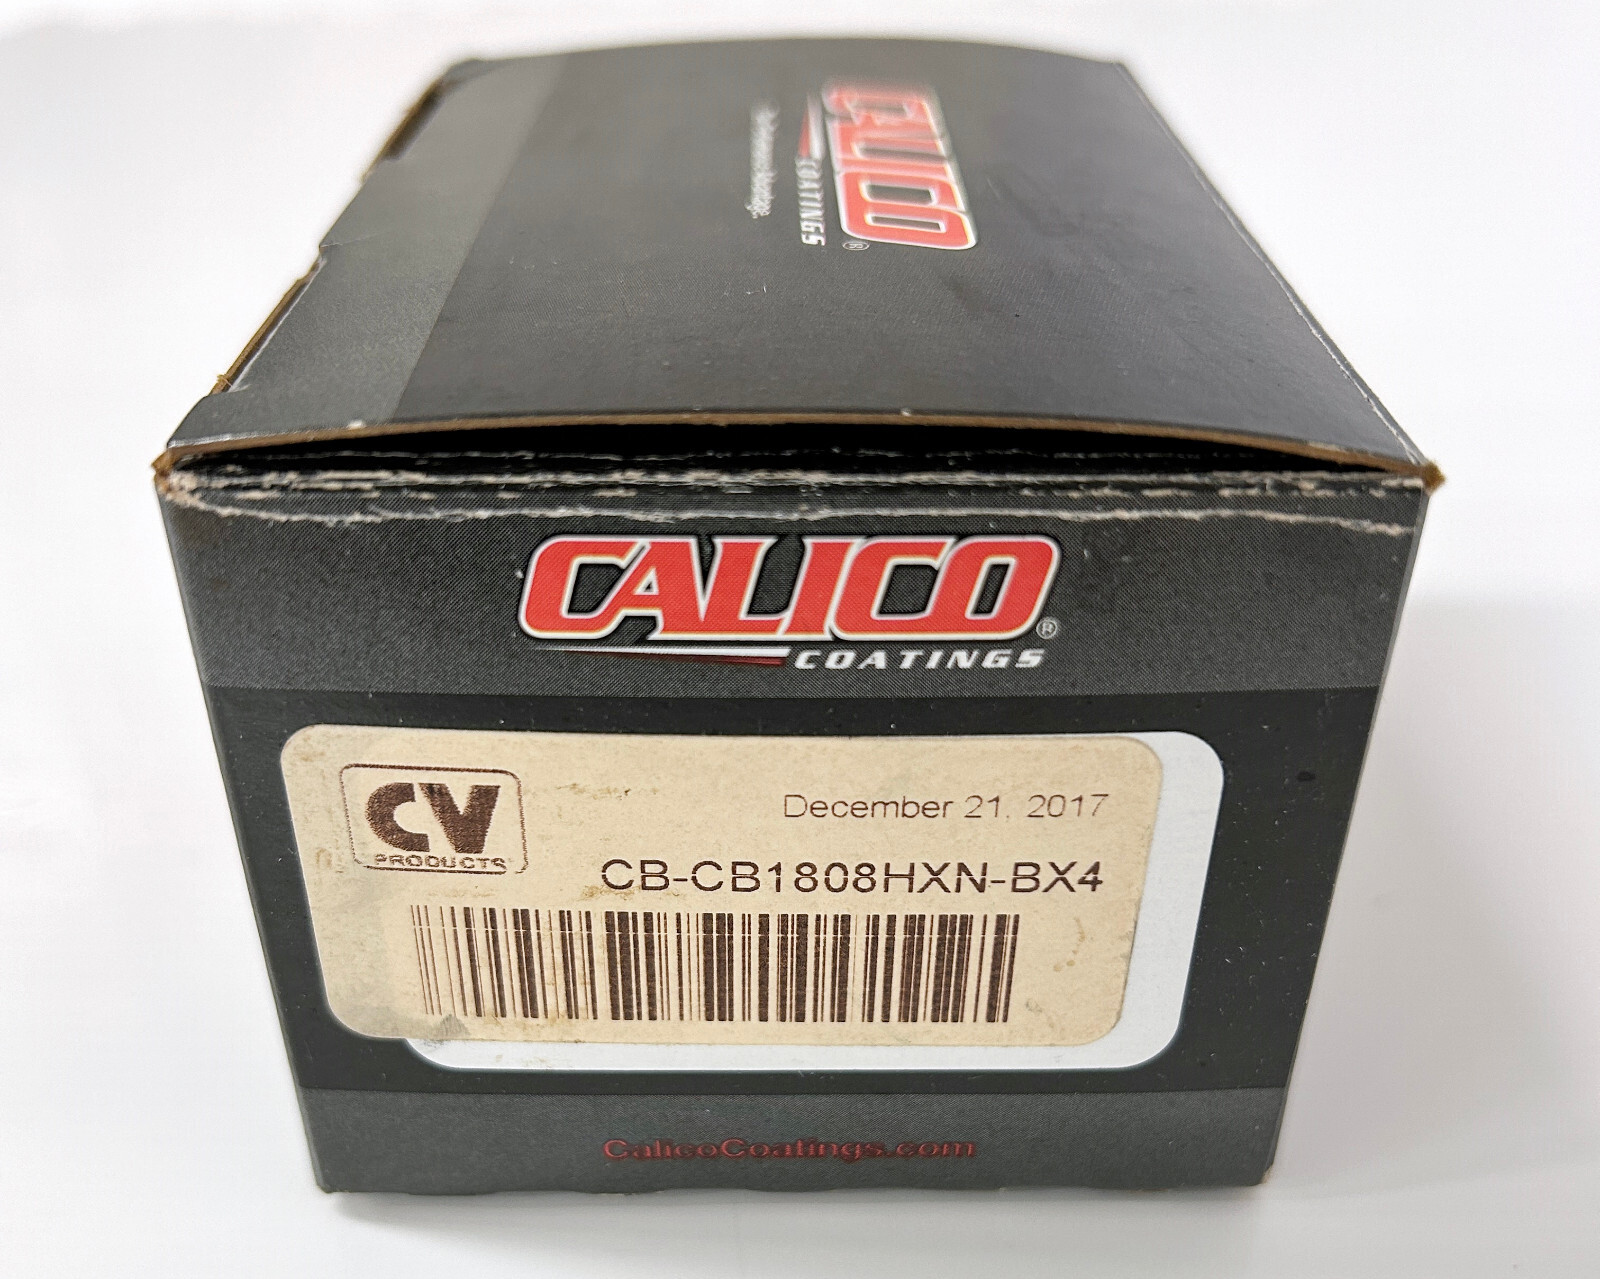 CALICO®
COATINGS
CALICO®
COATINGS
CV
PRODUCTS
December 21, 2017
CB-CB1808HXN-BX4
CalicoCoatings.com